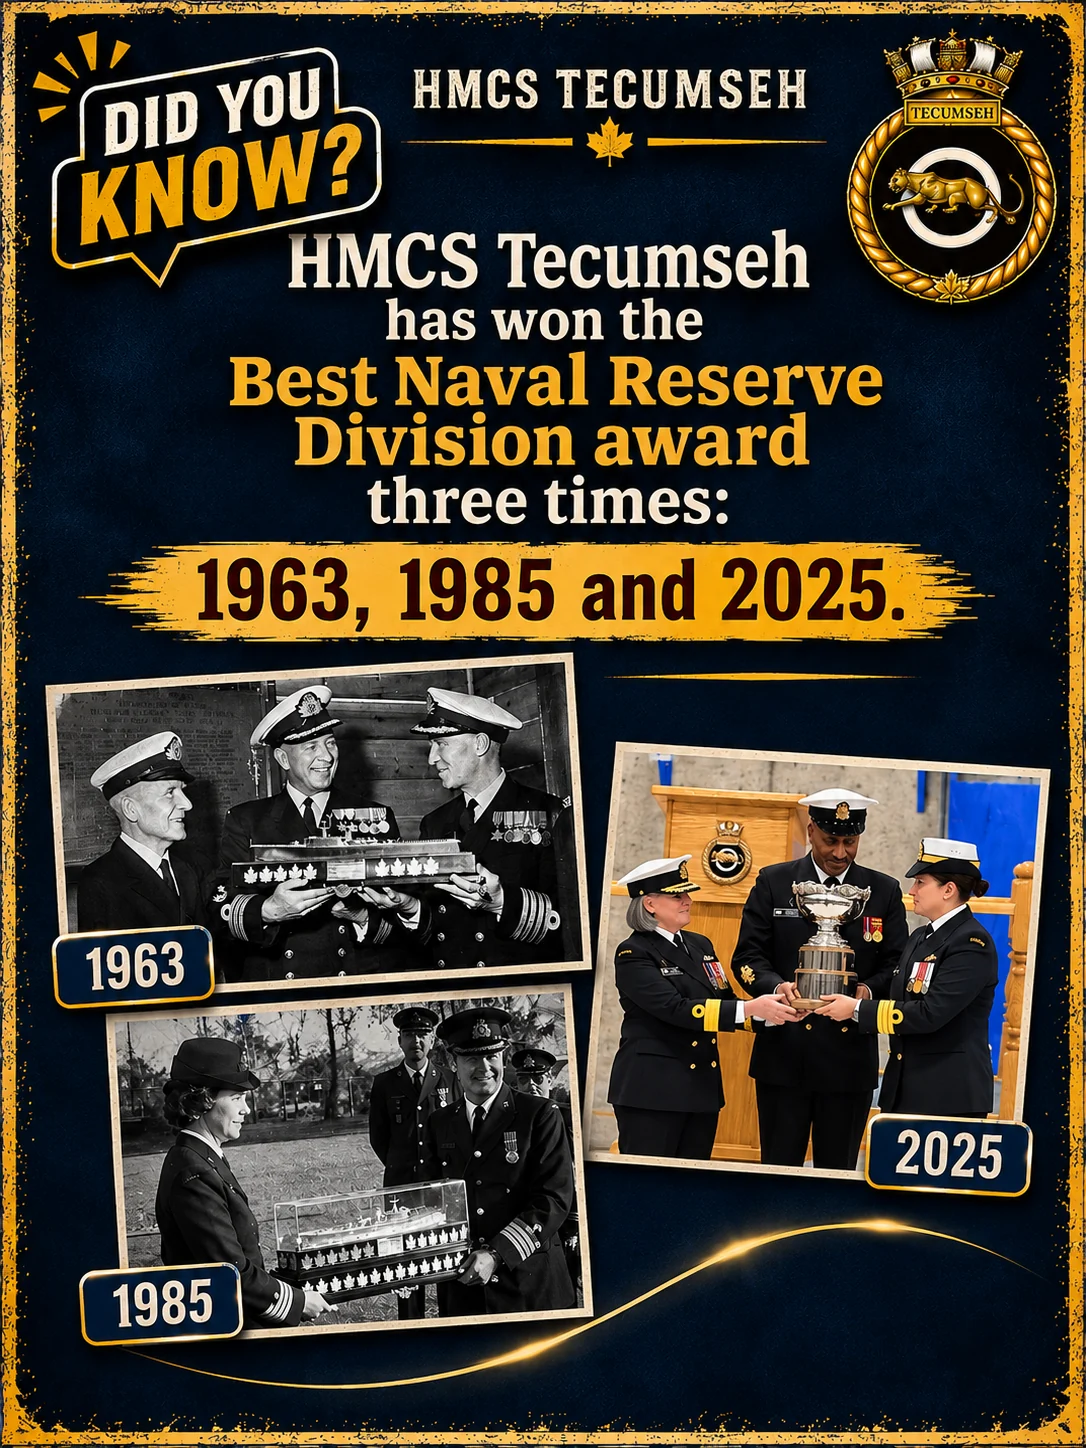 DID YOU
KNOW?
HMCS TECUMSEH
TECUMSEH
HMCS Tecumseh
has won the
Best Naval Reserve
Division award
three times:
1963, 1985 and 2025.
1963
1985
2025